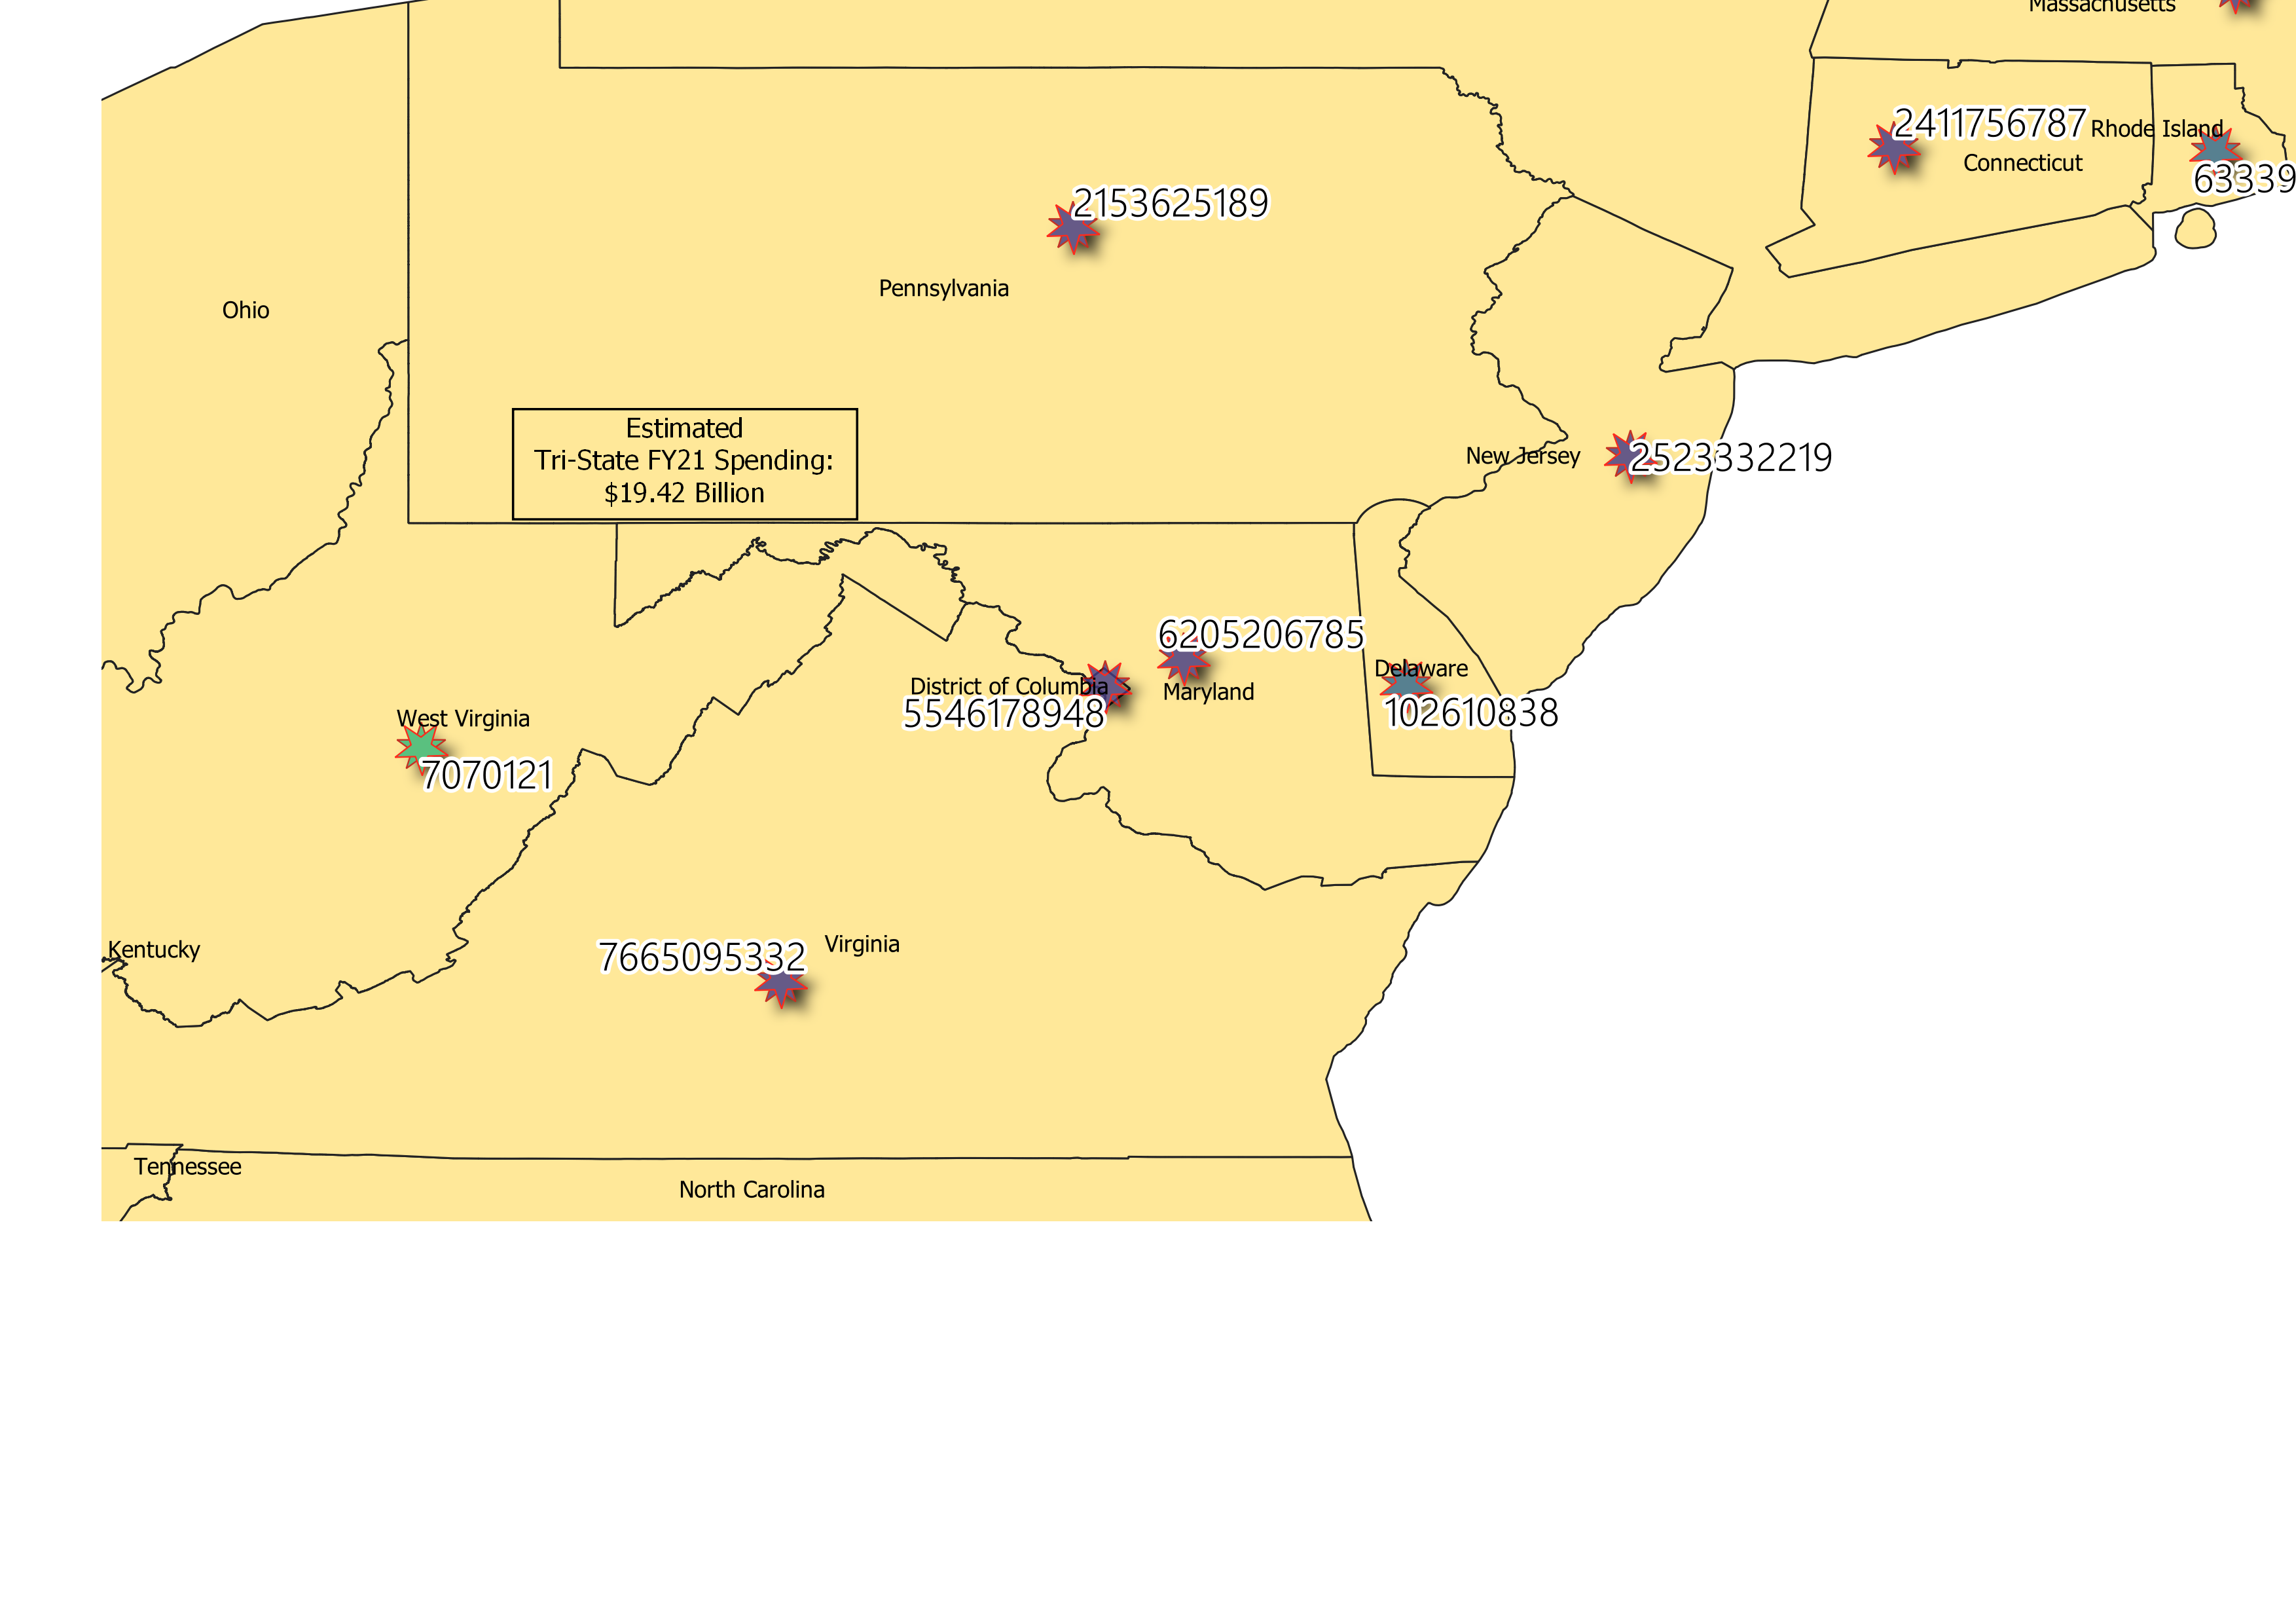 Massachusetts
2411756787
Rhode Island
Connecticut
63339
2153625189
Pennsylvania
Ohio
Estimated
Tri-State FY21 Spending:
$19.42 Billion
New Jersey
2523332219
6205206785
Delaware
District of Columbia
Maryland
5546178948
102610838
West Virginia
7070121
Kentucky
7665095332
Virginia
Tennessee
North Carolina